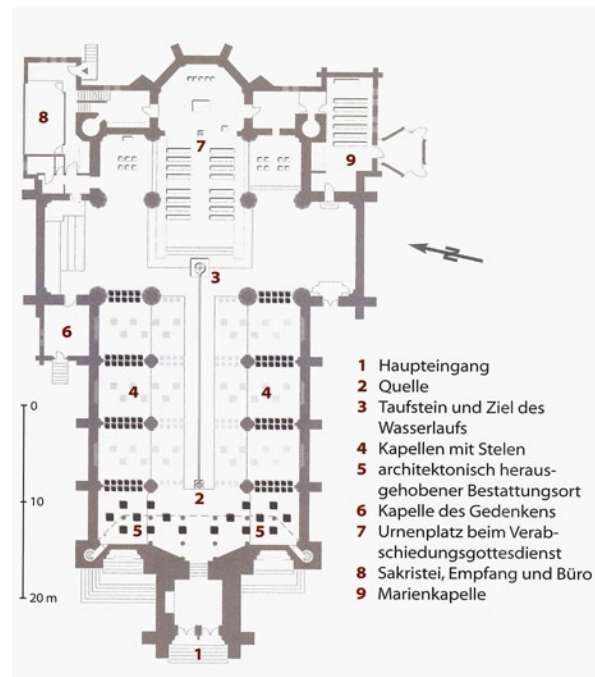 8
7
9
3
6
4
4
2
5
5
1
0
10
20 m
1 Haupteingang
2 Quelle
3 Taufstein und Ziel des
Wasserlaufs
4 Kapellen mit Stelen
5 architektonisch heraus-
gehobener Bestattungsort
6 Kapelle des Gedenkens
7 Urnenplatz beim Verab-
schiedungsgottesdienst
8 Sakristei, Empfang und Büro
9 Marienkapelle